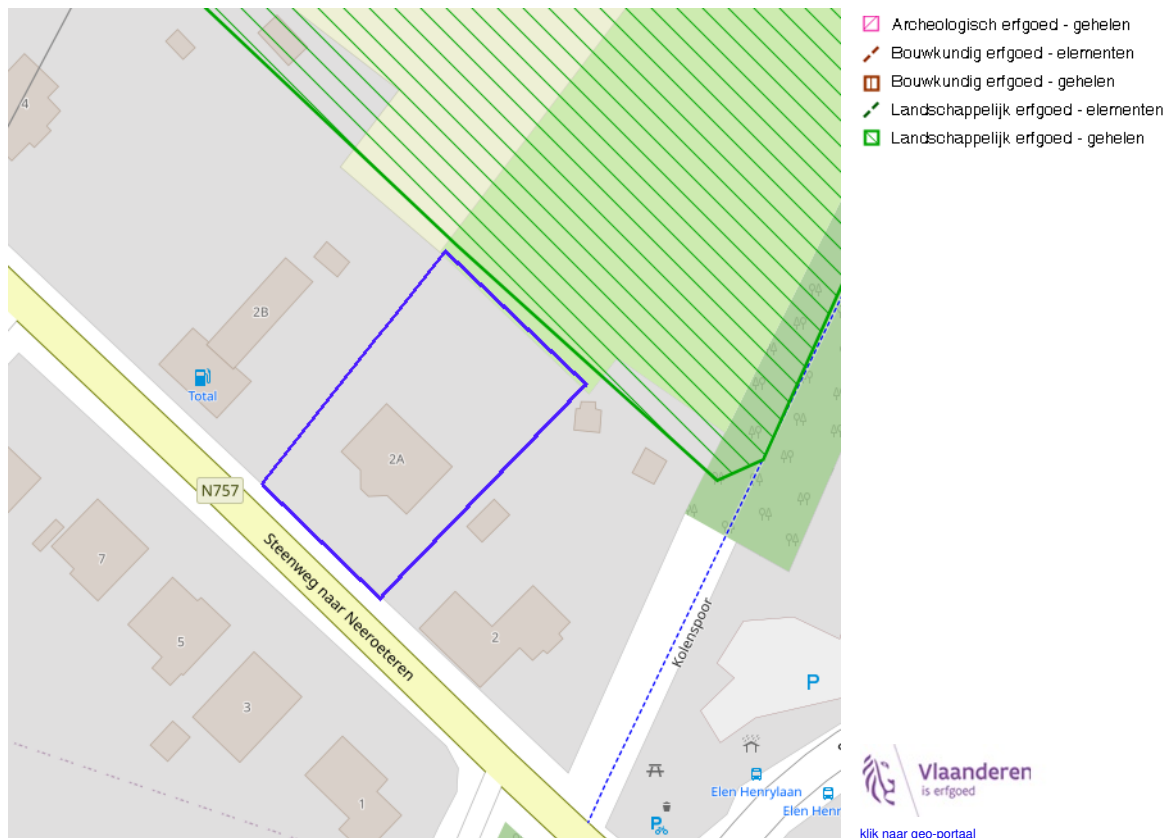 Archeologisch erfgoed - gehelen
Bouwkundig erfgoed - elementen
Bouwkundig erfgoed - gehelen
Landschappelijk erfgoed - elementen
Landschappelijk erfgoed - gehelen
4
2B
Total
2A
N757
Steenweg naar Neeroeteren
7
5
3
1
2
Kolenspoor
P
Elen Henrylaan
Elen Henr
P
Vlaanderen
is erfgoed
klik naar geo-portaal